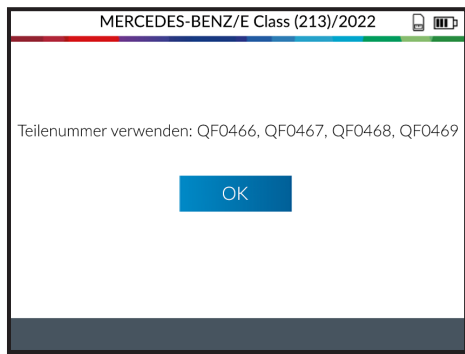 MERCEDES-BENZ/E Class (213)/2022
Teilenummer verwenden: QF0466, QF0467, QF0468, QF0469
OK